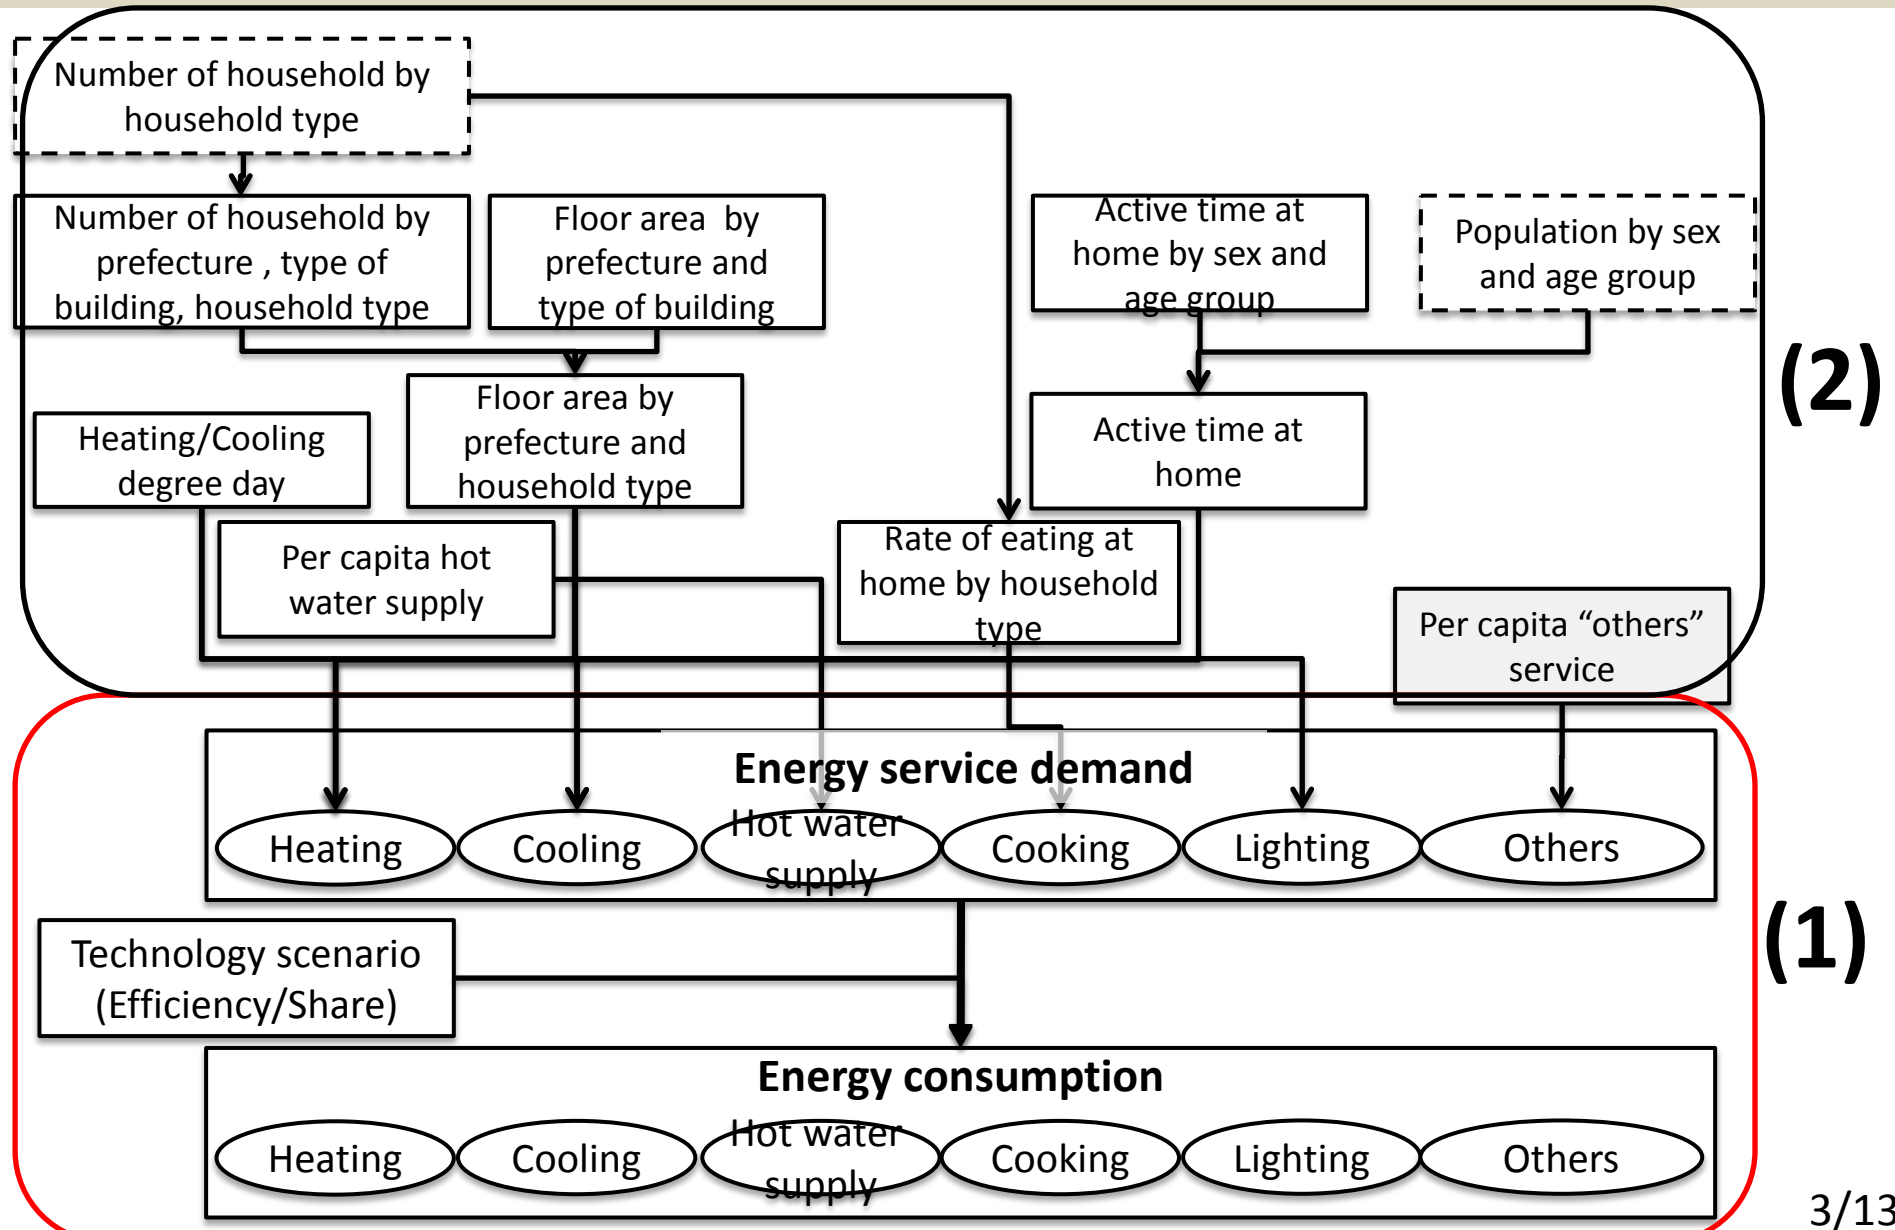 Number of household by
household type
Number of household by
prefecture , type of
building, household type
Floor area by
prefecture and
type of building
Active time at
home by sex and
age group
Population by sex
and age group
(2)
Floor area by
prefecture and
household type
Heating/Cooling
degree day
Active time at
home
Per capita hot
water supply
Rate of eating at
home by household
type
Per capita “others”
service
Energy service demand
Heating
Cooling
Hot water
supply
Cooking
Lighting
Others
(1)
Technology scenario
(Efficiency/Share)
Energy consumption
Heating
Cooling
Hot water
supply
Cooking
Lighting
Others
3/13